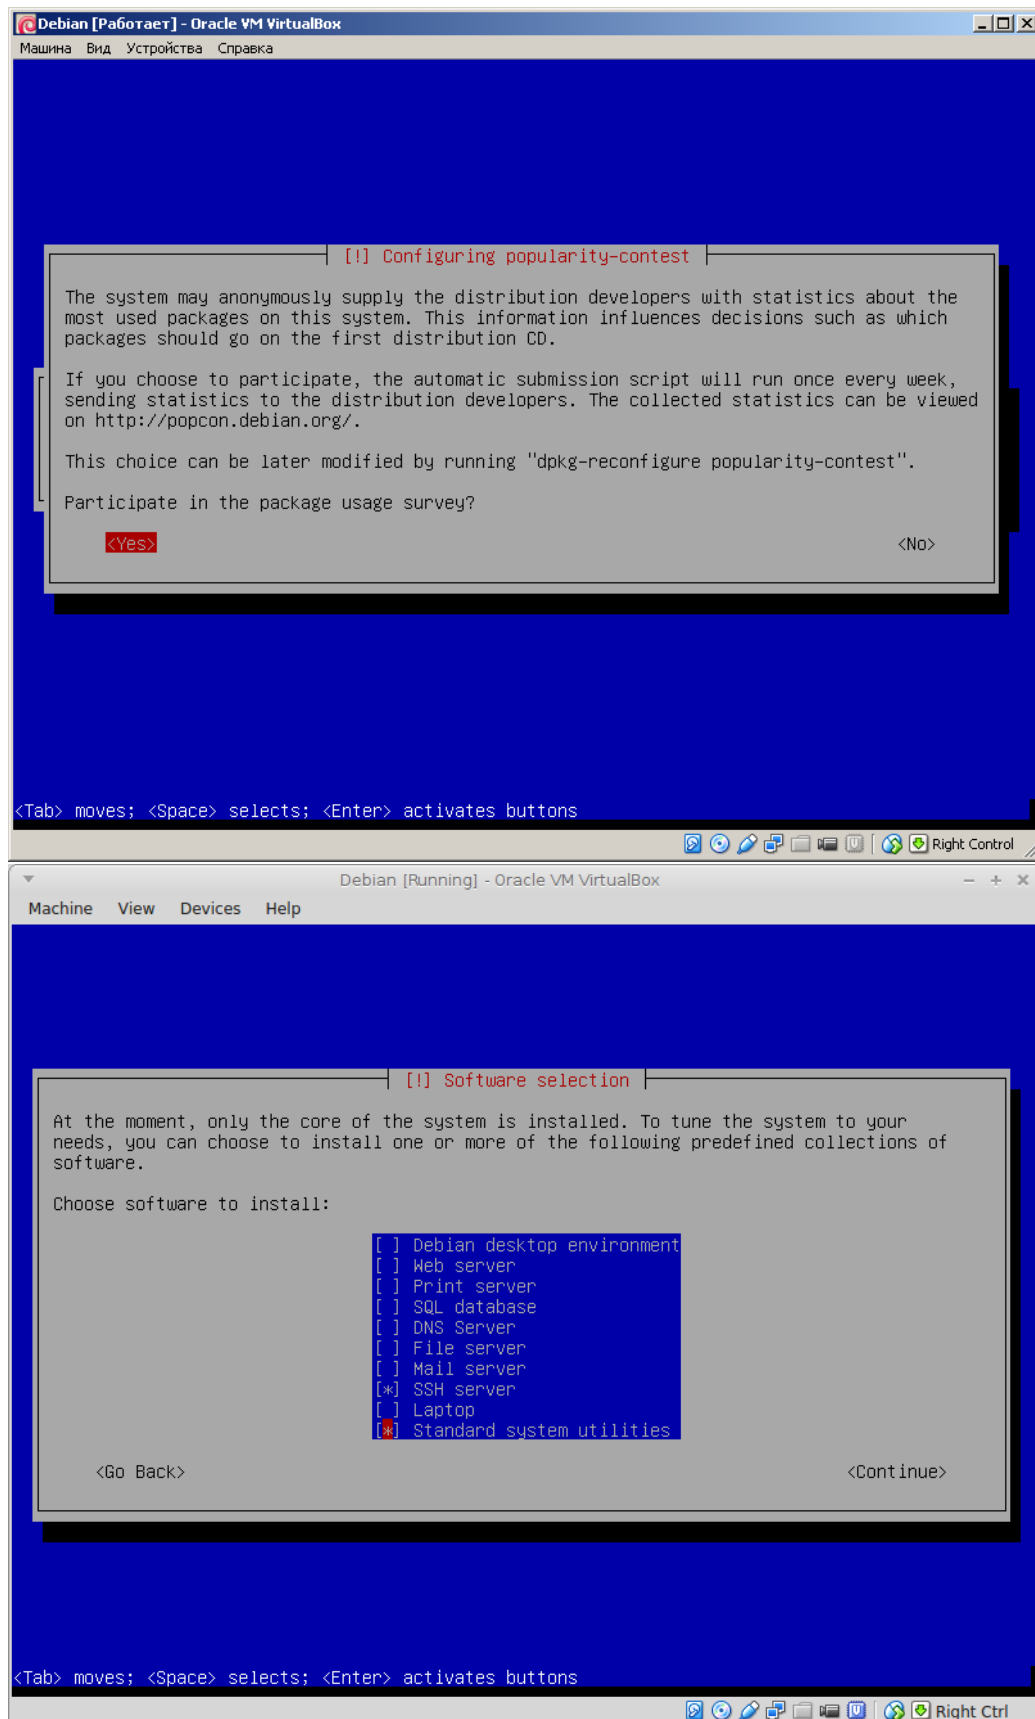 Debian [Работает] - Oracle VM VirtualBox
Машина Вид Устройства Справка
[!] Configuring popularity-contest
The system may anonymously supply the distribution developers with statistics about the
most used packages on this system. This information influences decisions such as which
packages should go on the first distribution CD.
If you choose to participate, the automatic submission script will run once every week,
sending statistics to the distribution developers. The collected statistics can be viewed
on http://popcon.debian.org/.
This choice can be later modified by running "dpkg-reconfigure popularity-contest".
Participate in the package usage survey?
<Yes> <No>
<Tab> moves; <Space> selects; <Enter> activates buttons
Right Control
Debian [Running] - Oracle VM VirtualBox
Machine View Devices Help
[!] Software selection
At the moment, only the core of the system is installed. To tune the system to your
needs, you can choose to install one or more of the following predefined collections of
software.
Choose software to install:
[ ] Debian desktop environment
[ ] Web server
[ ] Print server
[ ] SQL database
[ ] DNS Server
[ ] File server
[ ] Mail server
[*] SSH server
[ ] Laptop
[*] Standard system utilities
<Go Back> <Continue>
<Tab> moves; <Space> selects; <Enter> activates buttons
Right Ctrl